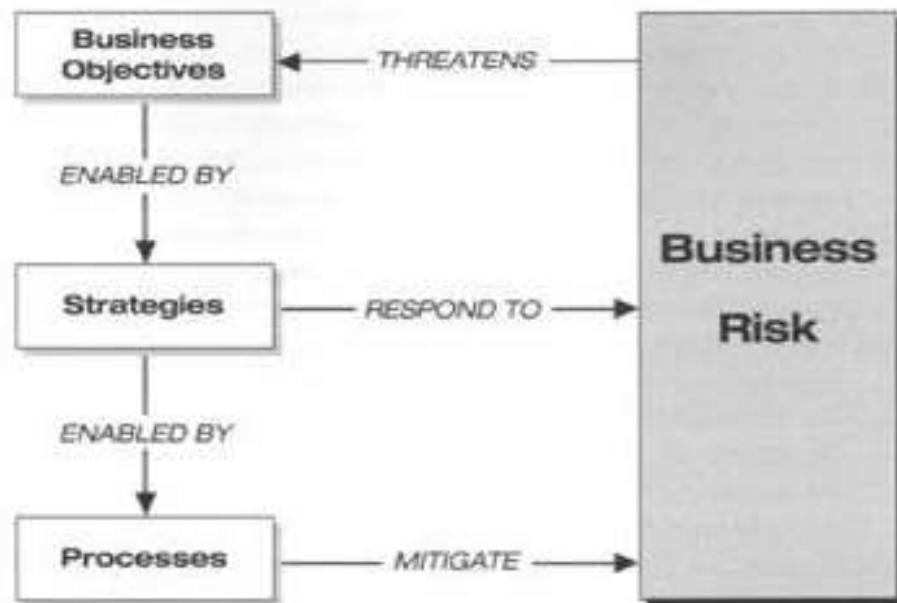 Business
Objectives
THREATENS
ENABLED BY
Strategies
RESPOND TO
Business
Risk
ENABLED BY
Processes
MITIGATE